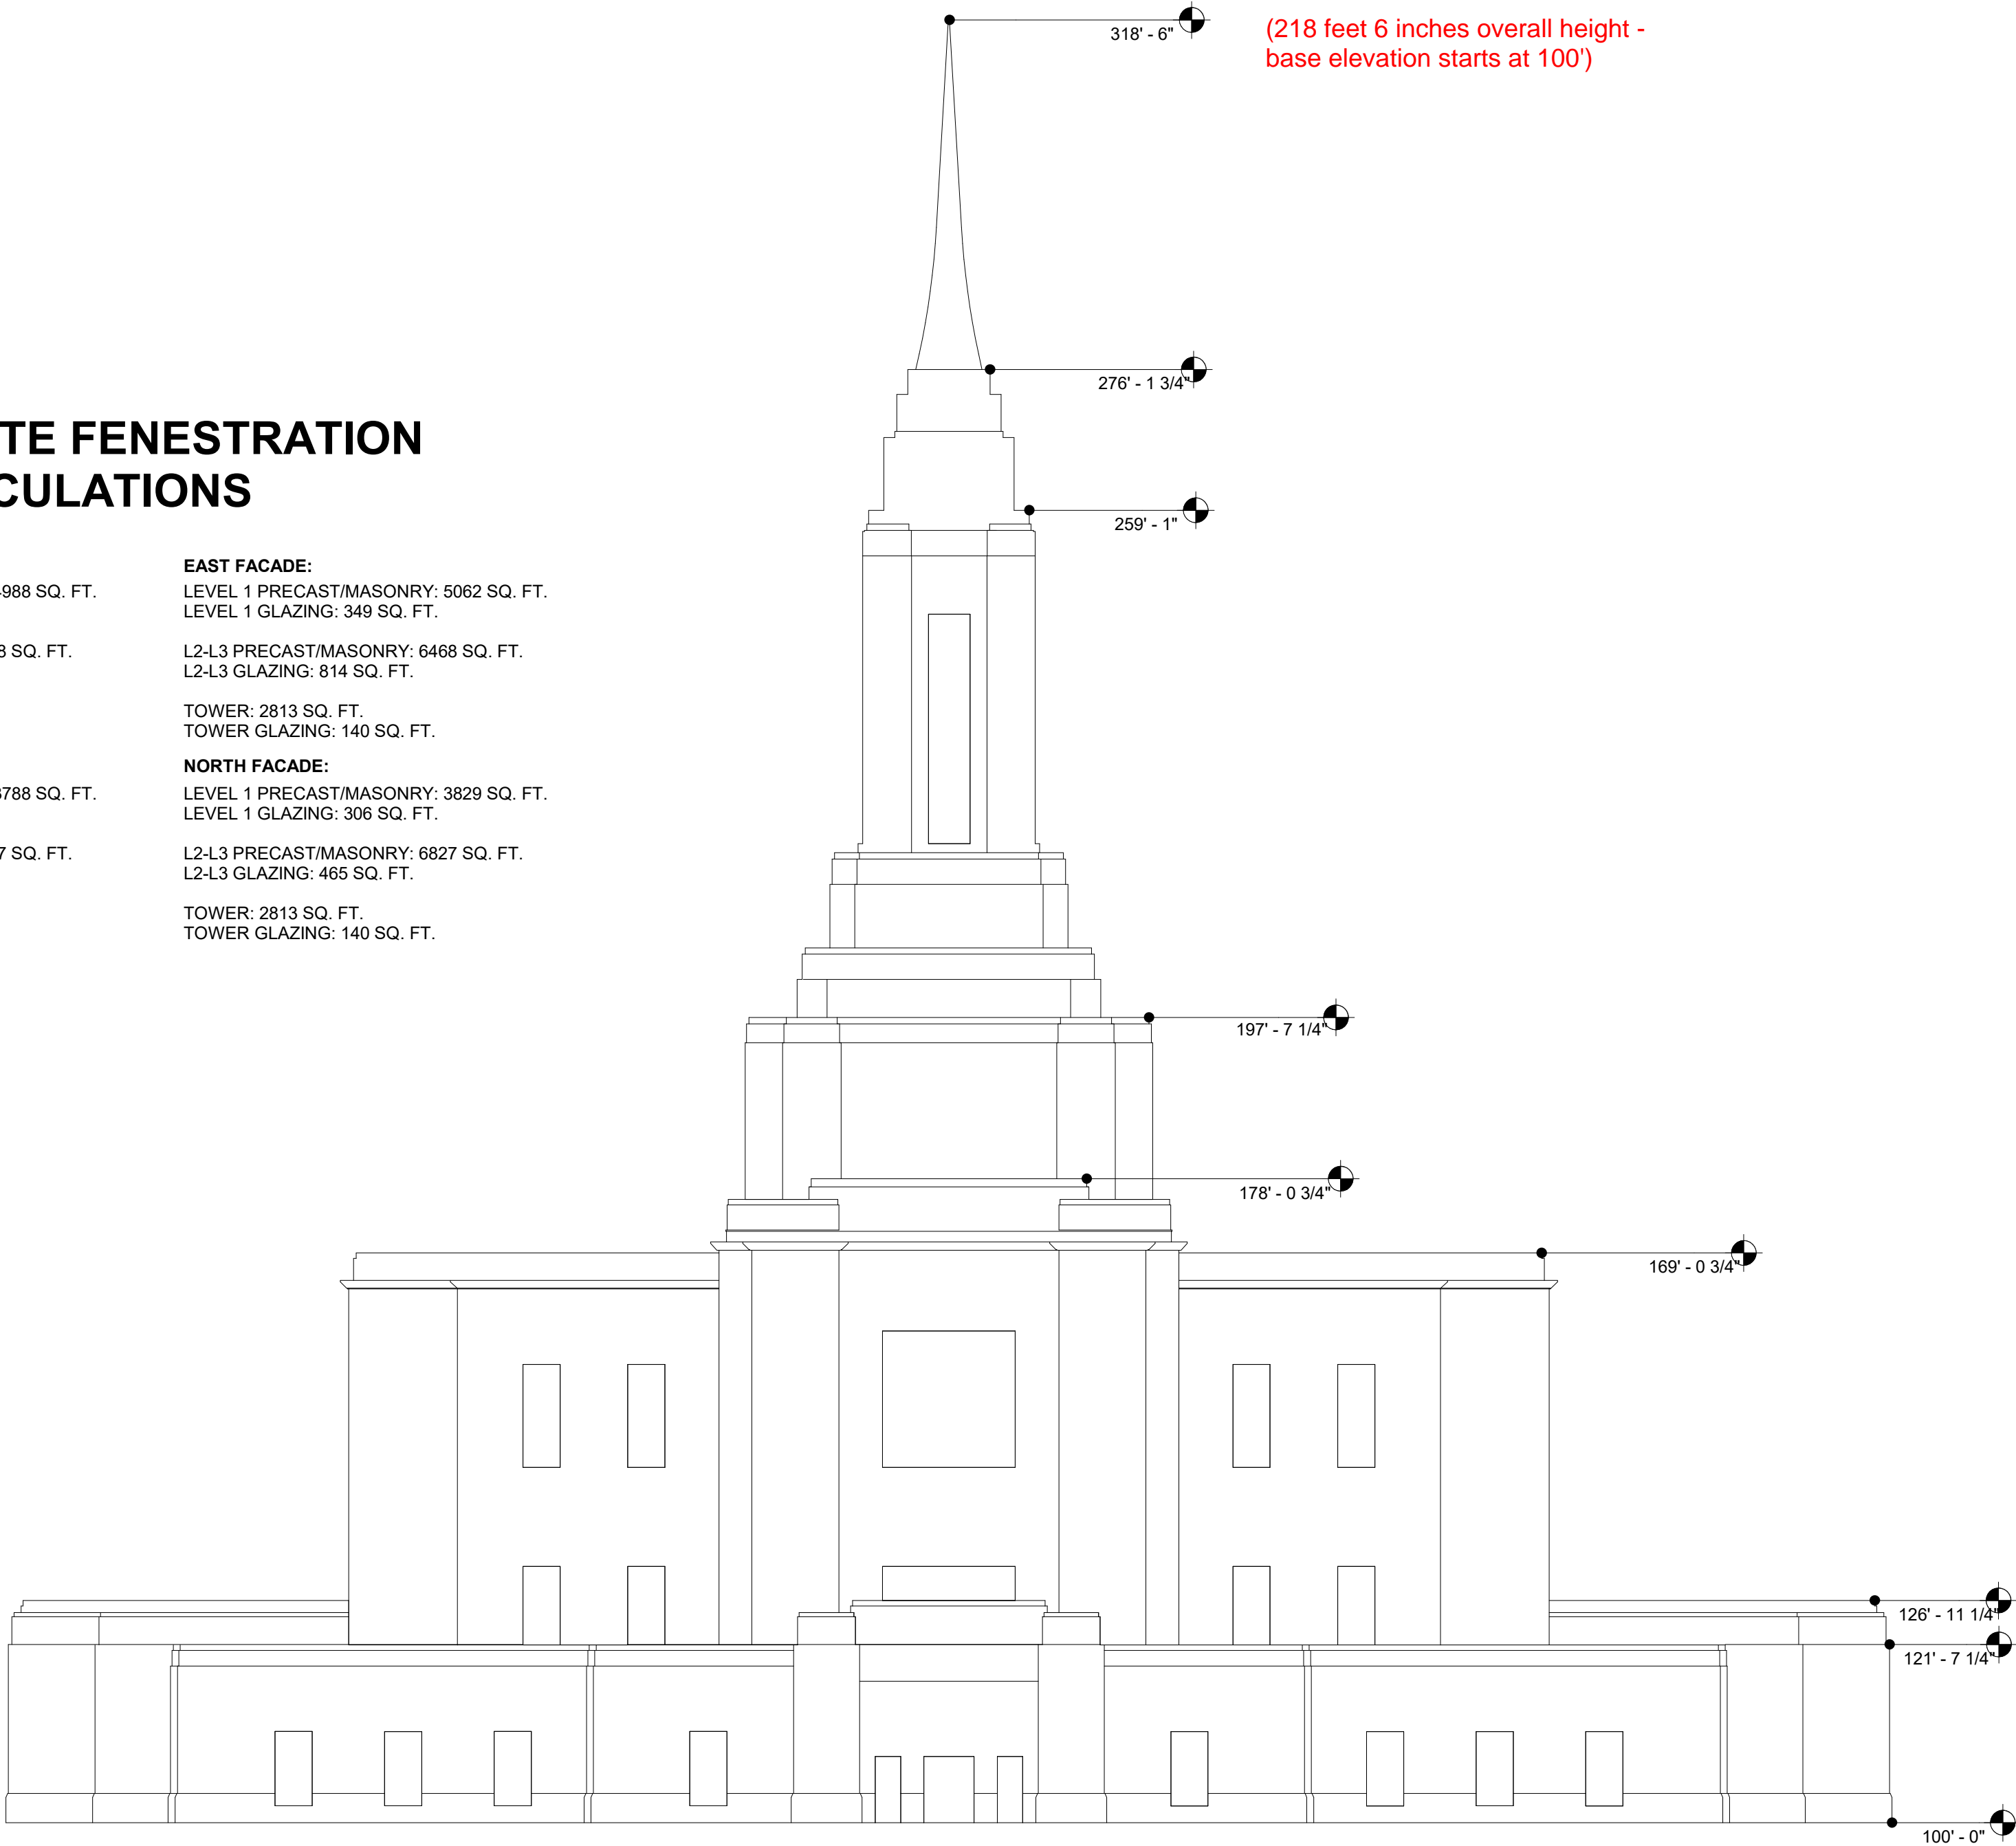 318' - 6"
(218 feet 6 inches overall height -
base elevation starts at 100')
276' - 1 3/4"
TE FENESTRATION
CULATIONS
259' - 1"
EAST FACADE:
988 SQ. FT.
LEVEL 1 PRECAST/MASONRY: 5062 SQ. FT.
LEVEL 1 GLAZING: 349 SQ. FT.
SQ. FT.
L2-L3 PRECAST/MASONRY: 6468 SQ. FT.
L2-L3 GLAZING: 814 SQ. FT.
TOWER: 2813 SQ. FT.
TOWER GLAZING: 140 SQ. FT.
NORTH FACADE:
788 SQ. FT.
LEVEL 1 PRECAST/MASONRY: 3829 SQ. FT.
LEVEL 1 GLAZING: 306 SQ. FT.
7 SQ. FT.
L2-L3 PRECAST/MASONRY: 6827 SQ. FT.
L2-L3 GLAZING: 465 SQ. FT.
TOWER: 2813 SQ. FT.
TOWER GLAZING: 140 SQ. FT.
197' - 7 1/4"
178' - 0 3/4"
169' - 0 3/4"
126' - 11 1/4"
121' - 7 1/4"
100' - 0"